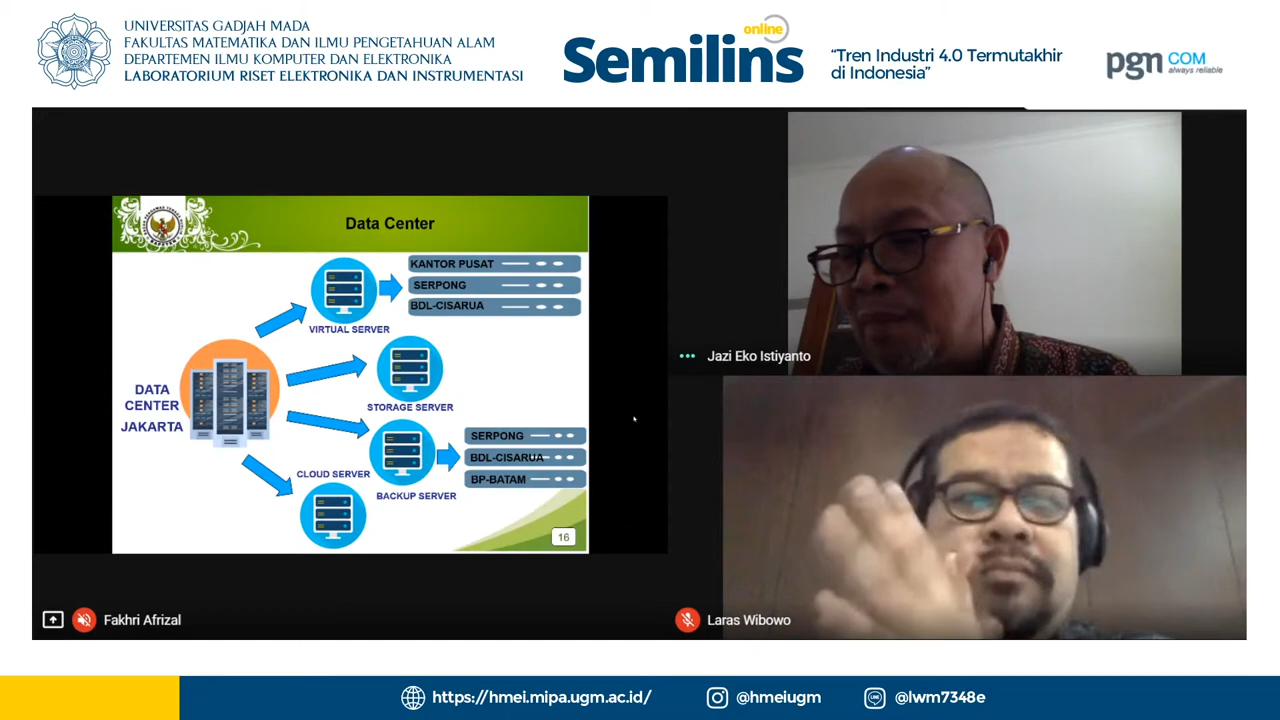 UNIVERSITAS GADJAH MADA
FAKULTAS MATEMATIKA DAN ILMU PENGETAHUAN ALAM
DEPARTEMEN ILMU KOMPUTER DAN ELEKTRONIKA
LABORATORIUM RISET ELEKTRONIKA DAN INSTRUMENTASI
online
Semilins
“Tren Industri 4.0 Termutakhir
di Indonesia”
pgn COM
always reliable
Data Center
KANTOR PUSAT
SERPONG
BDL-CISARUA
VIRTUAL SERVER
DATA
CENTER
JAKARTA
STORAGE SERVER
SERPONG
BDL-CISARUA
BP-BATAM
CLOUD SERVER
BACKUP SERVER
16
Jazi Eko Istiyanto
Fakhri Afrizal
Laras Wibowo
https://hmei.mipa.ugm.ac.id/
@hmeiugm
LINE
@lwm7348e